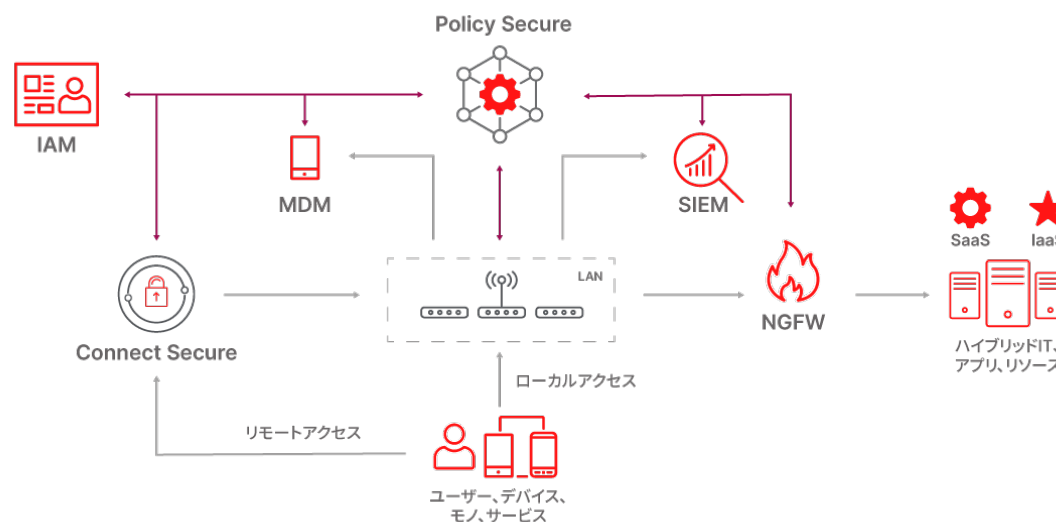 Policy Secure
IAM
MDM
SIEM
SaaS
IaaS
LAN
NGFW
Connect Secure
ハイブリッドIT、
アプリ、リソース
ローカルアクセス
リモートアクセス
ユーザー、デバイス、
モノ、サービス